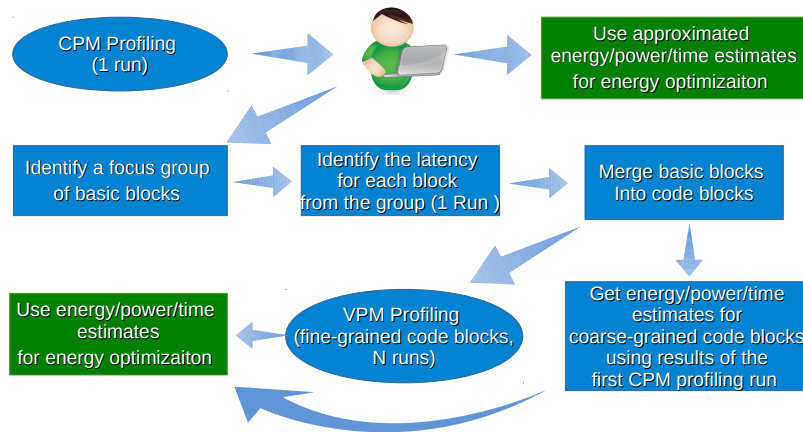 CPM Profiling
(1 run)
Use approximated
energy/power/time estimates
for energy optimizaiton
Identify a focus group
of basic blocks
Identify the latency
for each block
from the group (1 Run )
Merge basic blocks
Into code blocks
Use energy/power/time
estimates
for energy optimizaiton
VPM Profiling
(fine-grained code blocks,
N runs)
Get energy/power/time
estimates for
coarse-grained code blocks
using results of the
first CPM profiling run